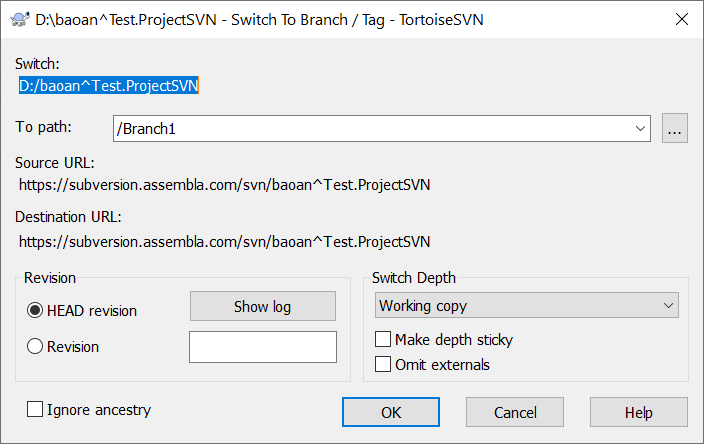 D:\baoan^Test.ProjectSVN - Switch To Branch / Tag - TortoiseSVN
Switch:
D:/baoan^Test.ProjectSVN
To path:
/Branch1
...
Source URL:
https://subversion.assembla.com/svn/baoan^Test.ProjectSVN
Destination URL:
https://subversion.assembla.com/svn/baoan^Test.ProjectSVN
Revision
HEAD revision
Show log
Revision
Switch Depth
Working copy
Make depth sticky
Omit externals
Ignore ancestry
OK
Cancel
Help